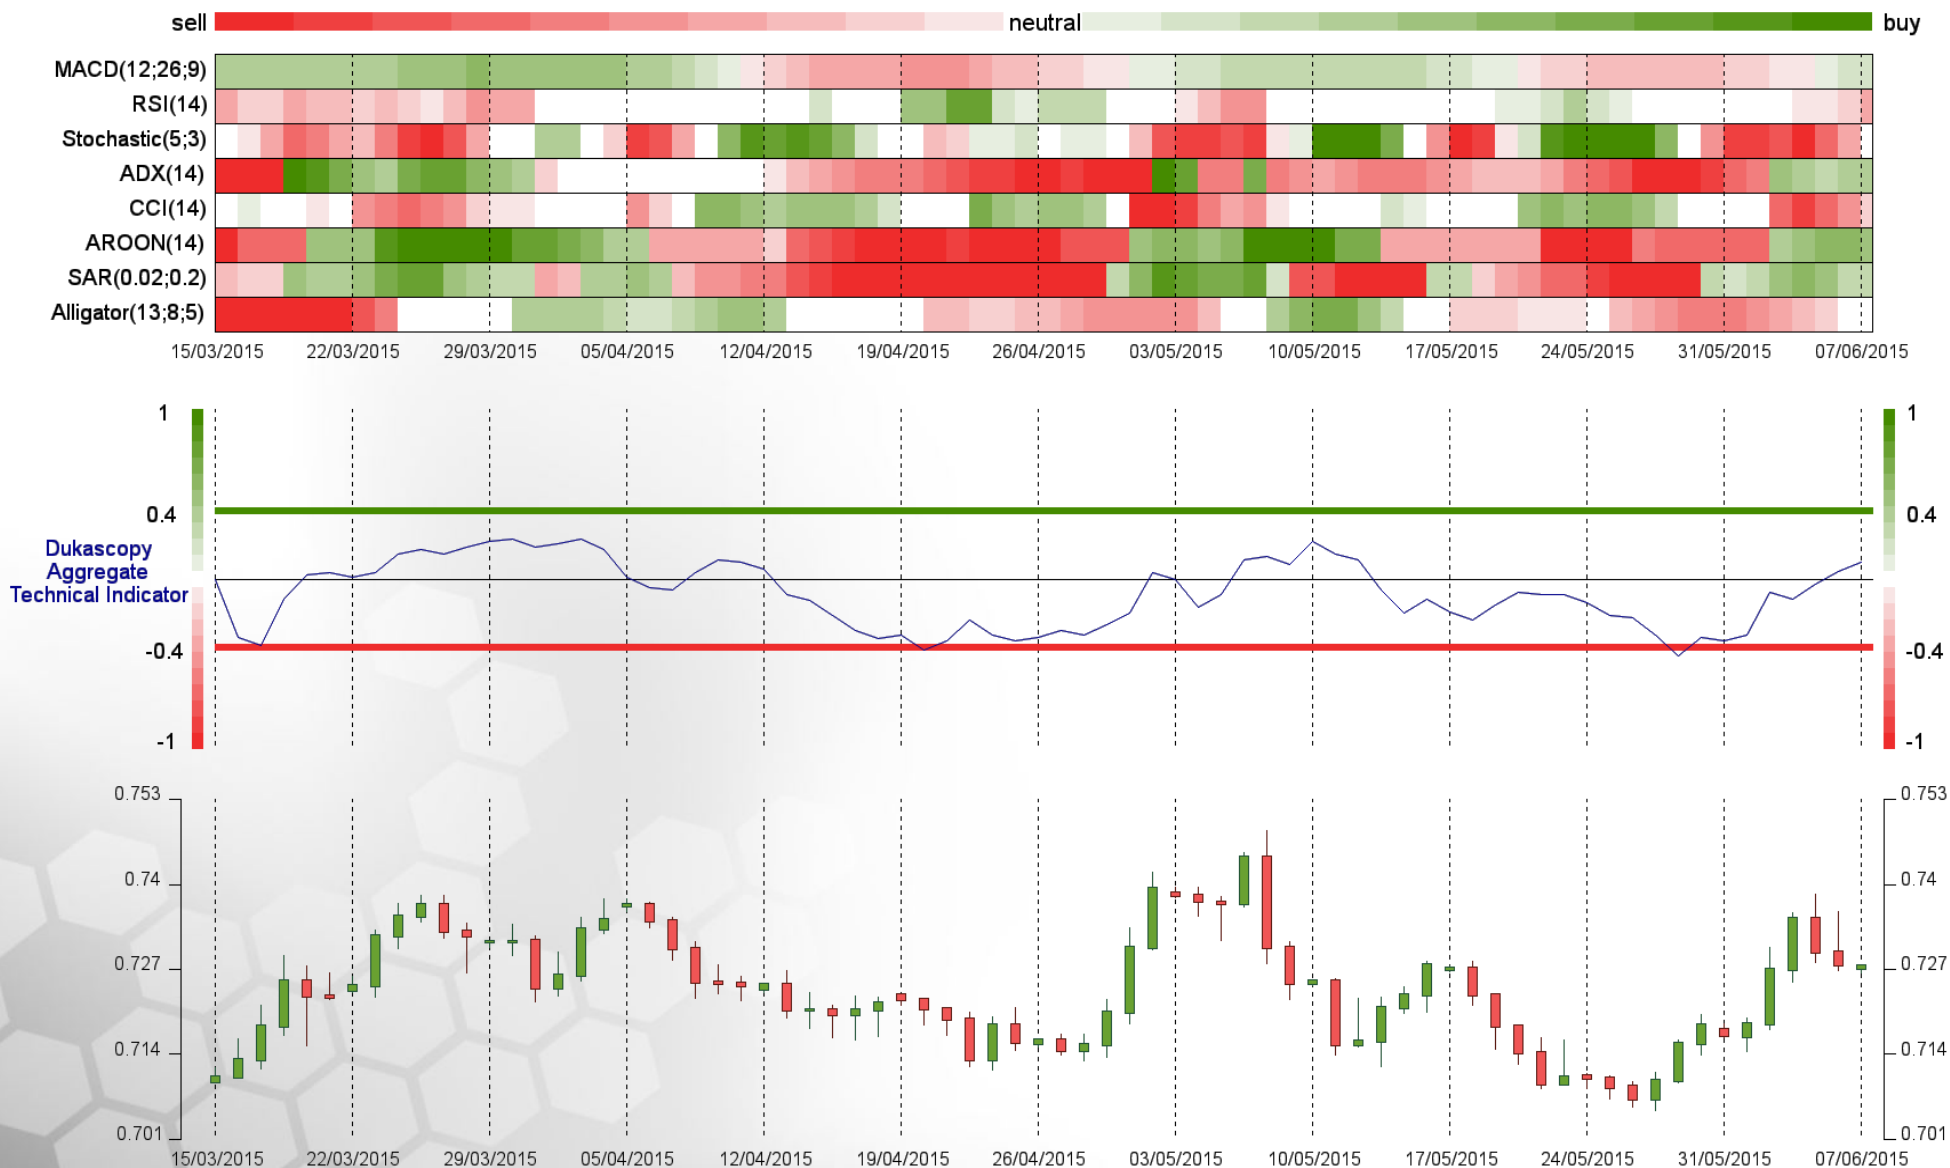 sell neutral buy
MACD(12;26;9)
RSI(14)
Stochastic(5;3)
ADX(14)
CCI(14)
AROON(14)
SAR(0.02;0.2)
Alligator(13;8;5)
15/03/2015 22/03/2015 29/03/2015 05/04/2015 12/04/2015 19/04/2015 26/04/2015 03/05/2015 10/05/2015 17/05/2015 24/05/2015 31/05/2015 07/06/2015
1 1
0.4 0.4
Dukascopy
Aggregate
Technical Indicator
-0.4 -0.4
-1 -1
0.753 0.753
0.74 0.74
0.727 0.727
0.714 0.714
0.701 0.701
15/03/2015 22/03/2015 29/03/2015 05/04/2015 12/04/2015 19/04/2015 26/04/2015 03/05/2015 10/05/2015 17/05/2015 24/05/2015 31/05/2015 07/06/2015